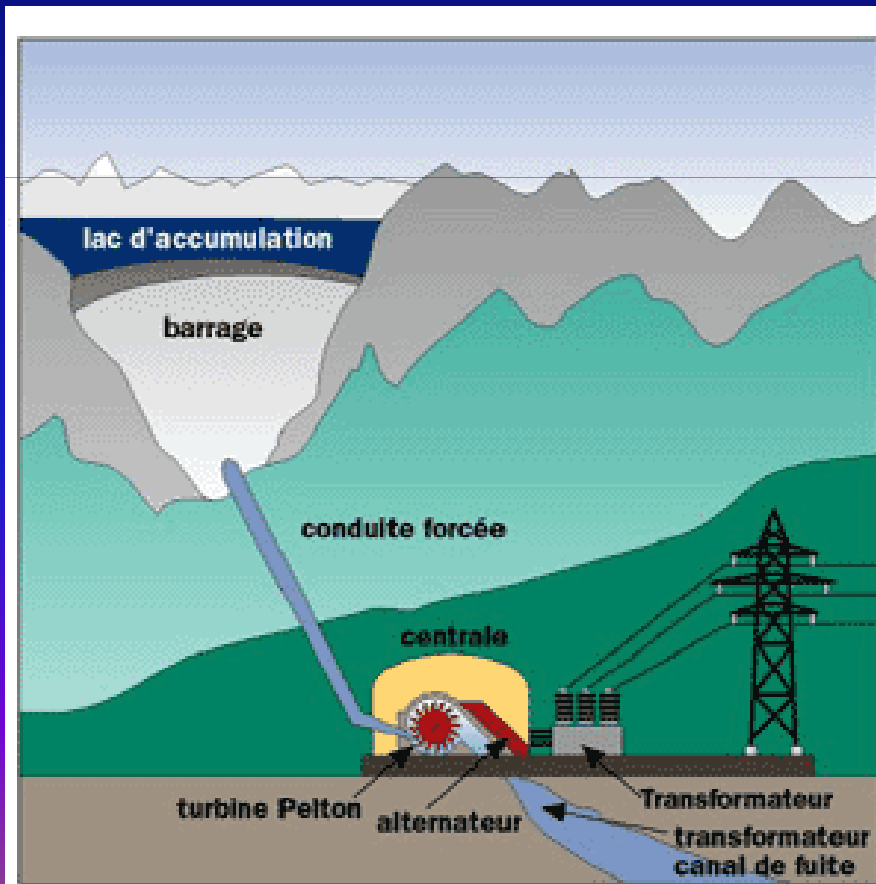 lac d'accumulation
barrage
conduite forcée
centrale
turbine Pelton
alternateur
Transformateur
transformateur
canal de fuite